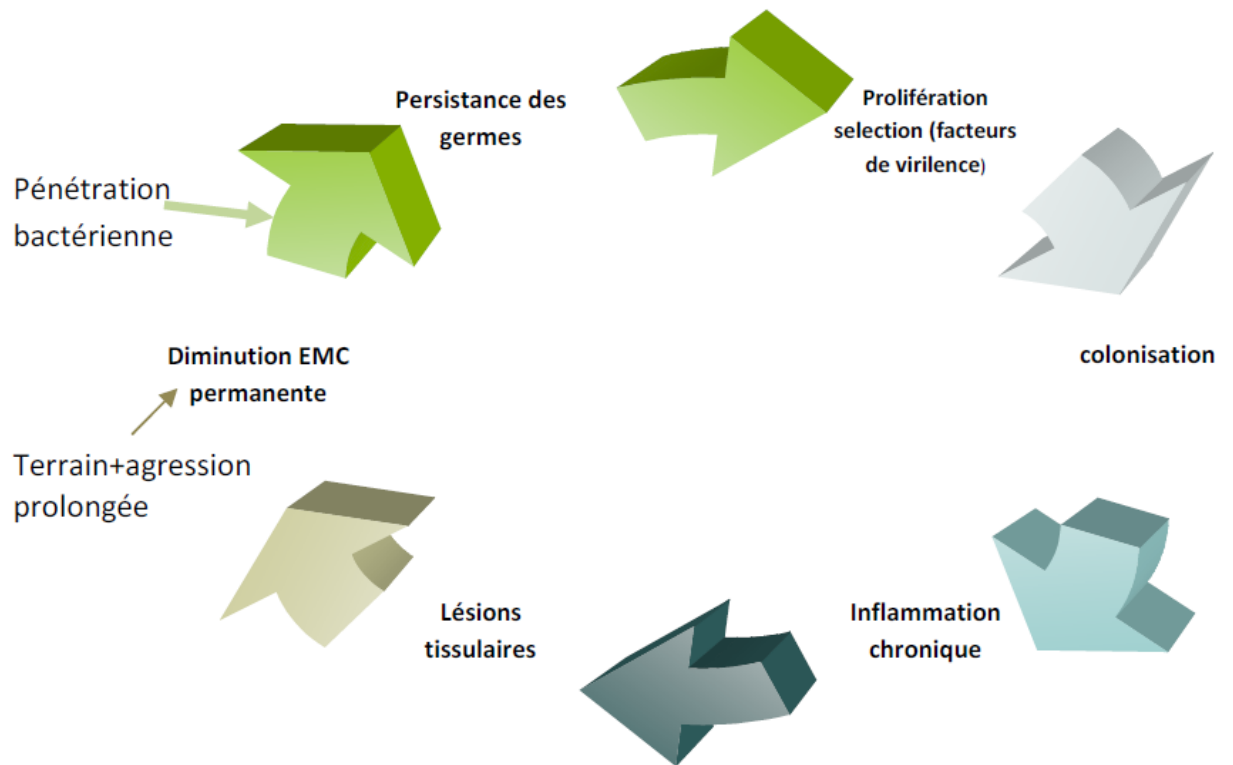 Persistance des
germes
Prolifération
selection (facteurs
de virilence)
Pénétration
bactérienne
Diminution EMC
permanente
colonisation
Terrain+agression
prolongée
Lésions
tissulaires
Inflammation
chronique